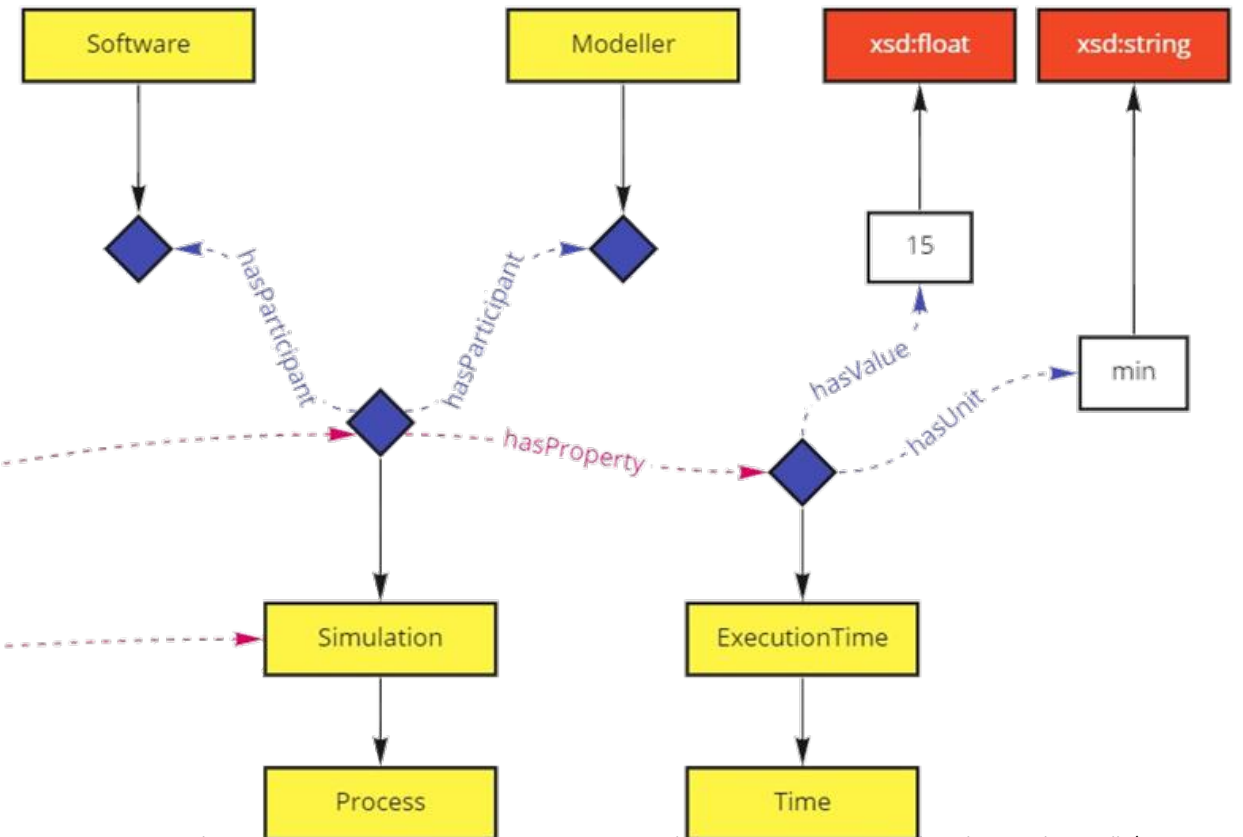 Software
Modeller
xsd:float
xsd:string
15
hasParticipant
hasParticipant
hasValue
min
hasUnit
hasProperty
Simulation
ExecutionTime
Process
Time